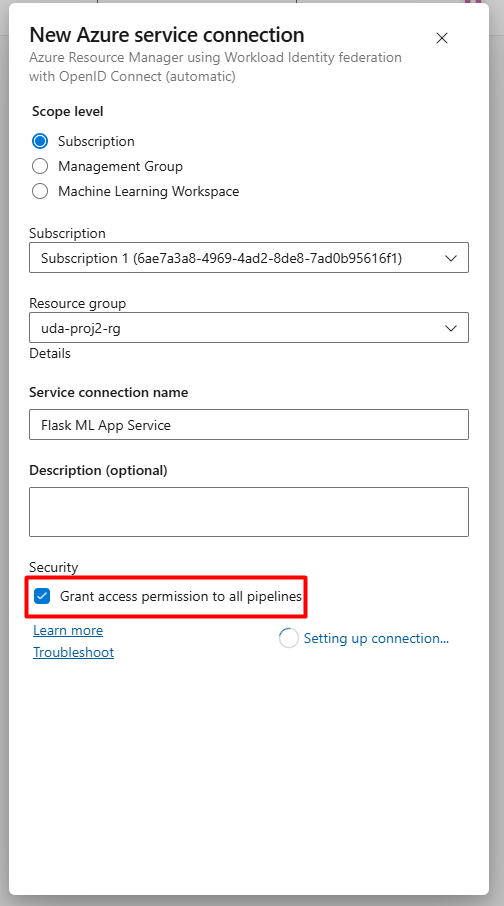 New Azure service connection
Azure Resource Manager using Workload Identity federation
with OpenID Connect (automatic)
Scope level
Subscription
Management Group
Machine Learning Workspace
Subscription
Subscription 1 (6ae7a3a8-4969-4ad2-8de8-7ad0b95616f1)
Resource group
uda-proj2-rg
Details
Service connection name
Flask ML App Service
Description (optional)
Security
Grant access permission to all pipelines
Learn more
Setting up connection...
Troubleshoot